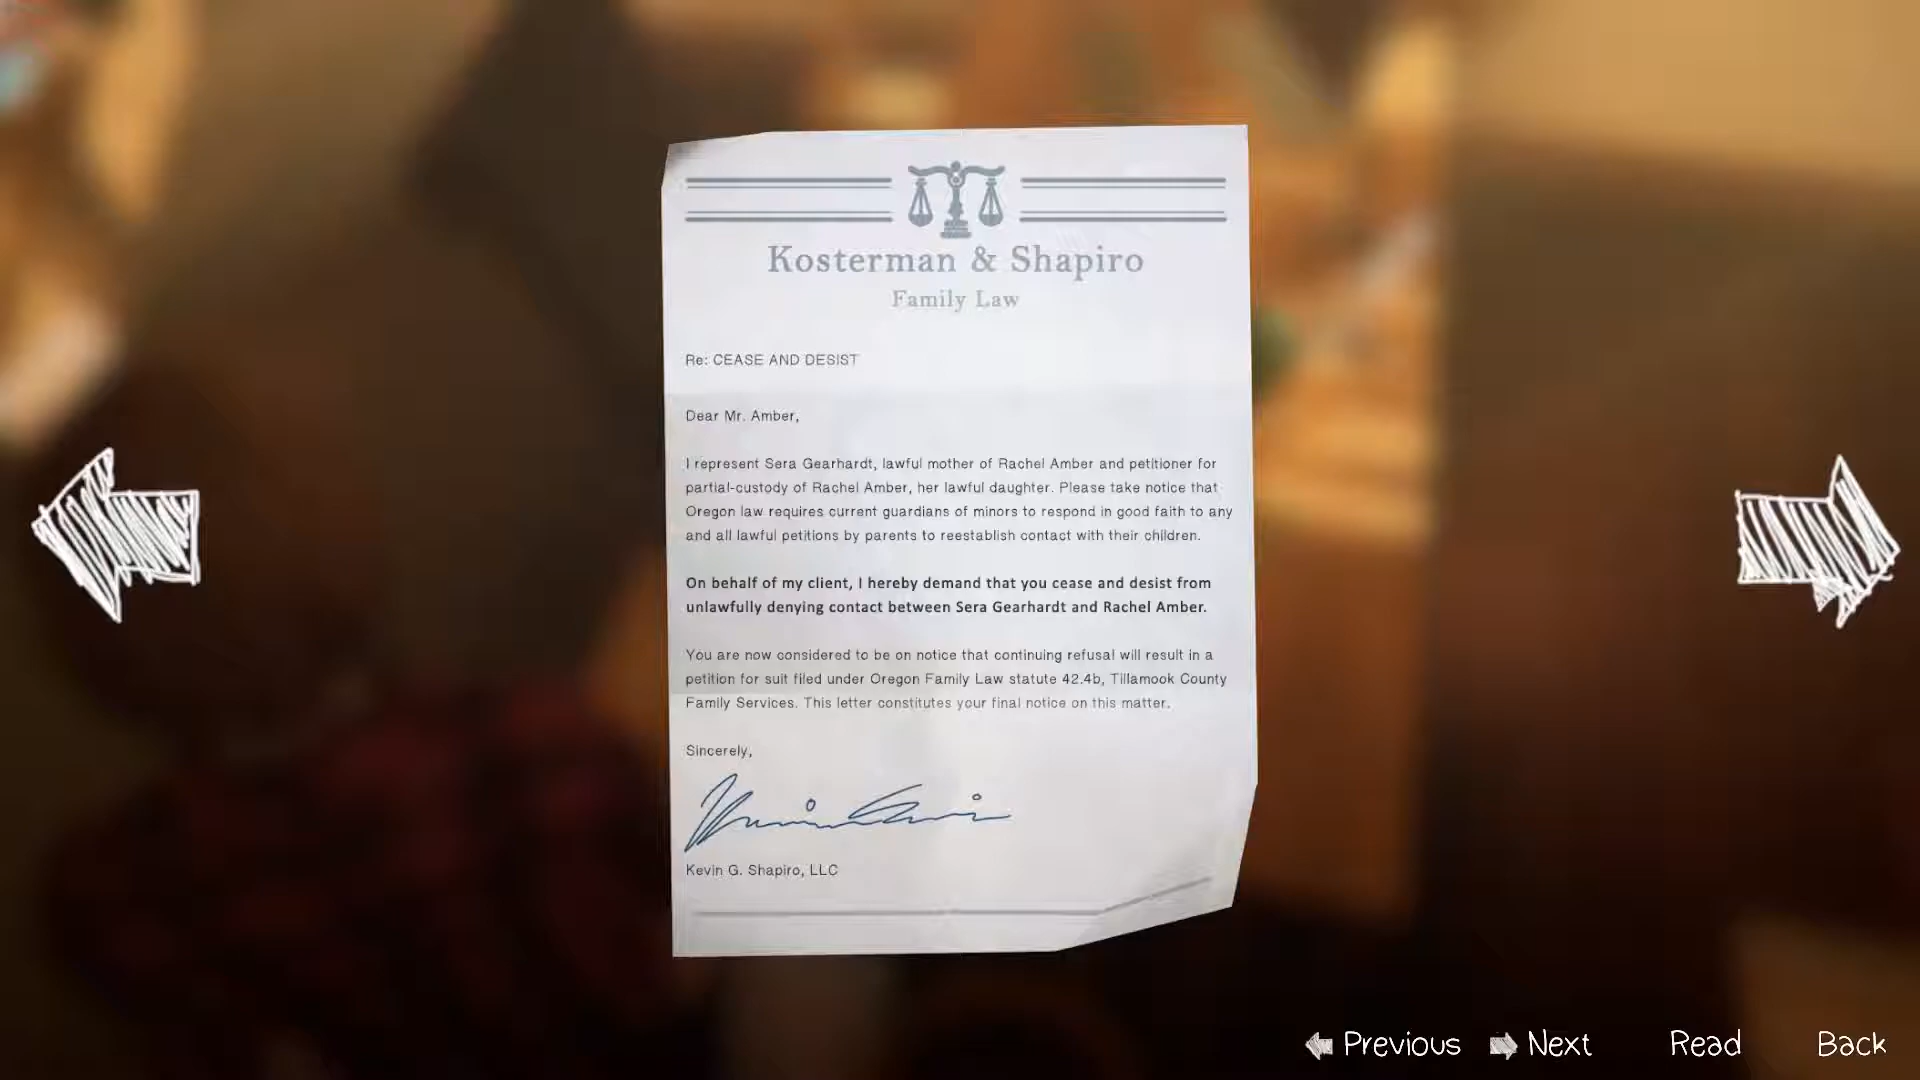 Kosterman & Shapiro
Family Law
Re: CEASE AND DESIST
Dear Mr. Amber,
I represent Sera Gearhardt, lawful mother of Rachel Amber and petitioner for
partial-custody of Rachel Amber, her lawful daughter. Please take notice that
Oregon law requires current guardians of minors to respond in good faith to any
and all lawful petitions by parents to reestablish contact with their children.
On behalf of my client, I hereby demand that you cease and desist from
unlawfully denying contact between Sera Gearhardt and Rachel Amber.
You are now considered to be on notice that continuing refusal will result in a
petition for suit filed under Oregon Family Law statute 42.4b, Tillamook County
Family Services. This letter constitutes your final notice on this matter.
Sincerely,
Kevin G. Shapiro, LLC
Previous Next Read Back